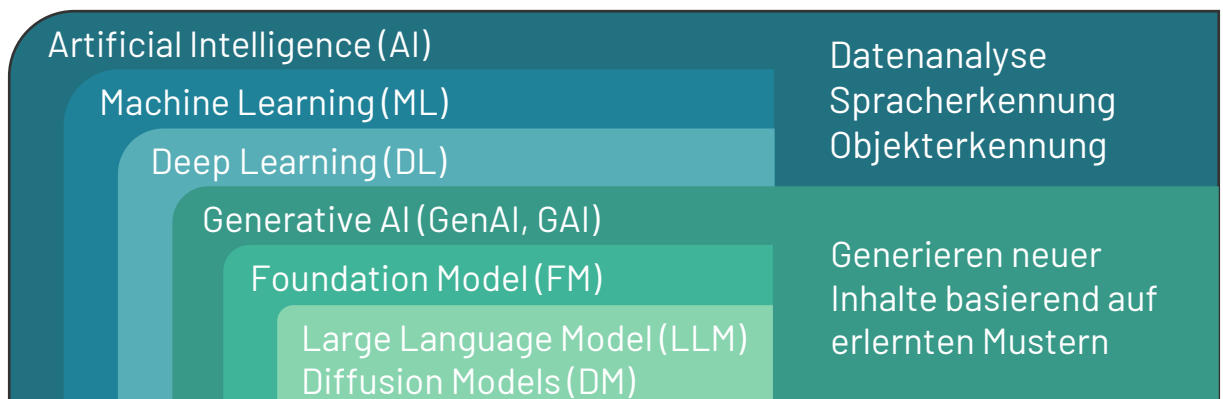 Artificial Intelligence (AI)
Machine Learning (ML)
Deep Learning (DL)
Generative AI (GenAI, GAI)
Foundation Model (FM)
Large Language Model (LLM)
Diffusion Models (DM)
Datenanalyse
Spracherkennung
Objekterkennung
Generieren neuer
Inhalte basierend auf
erlernten Mustern